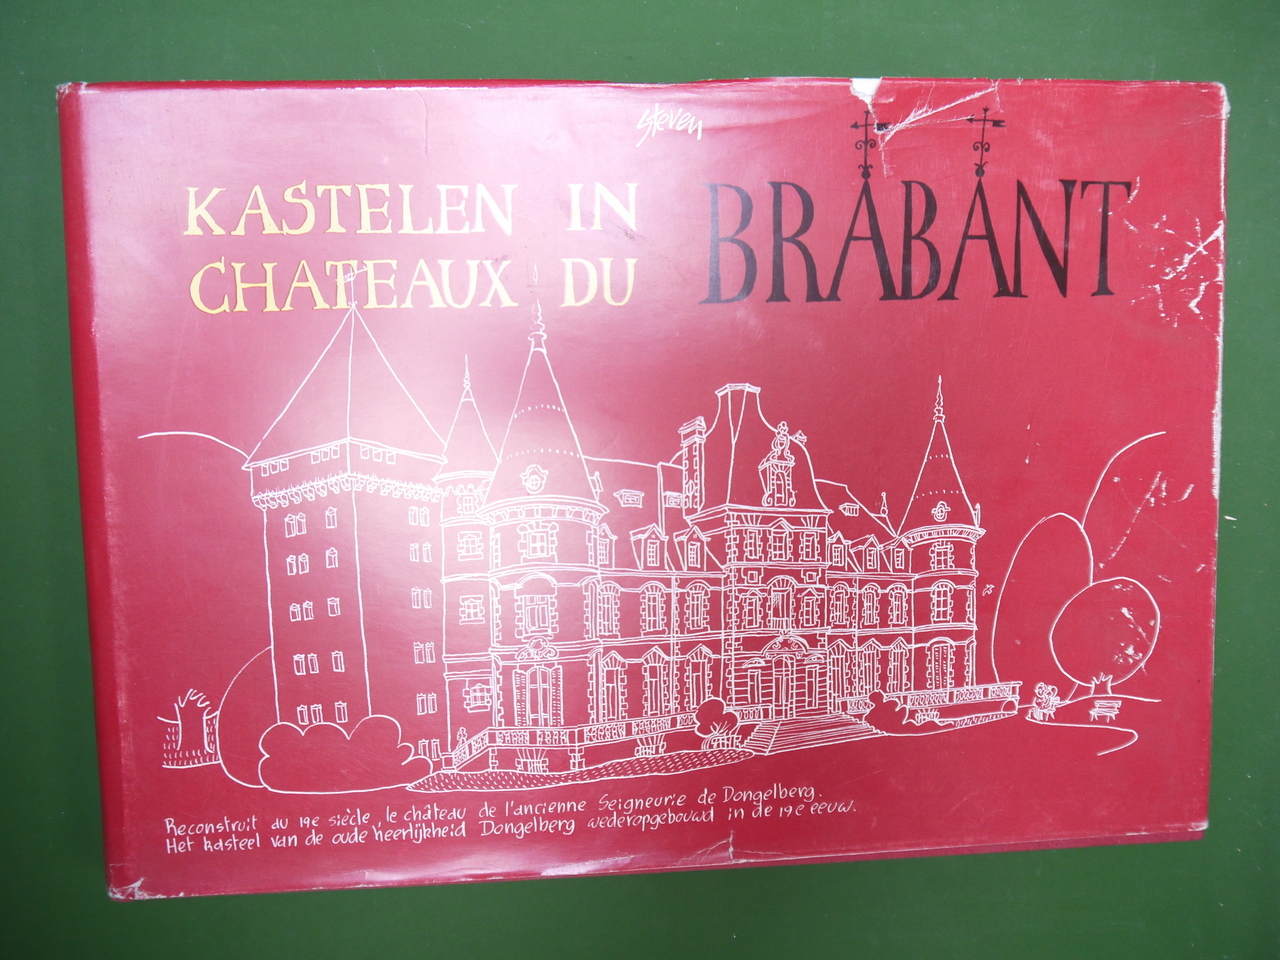 steven
KASTELEN IN
CHATEAUX DU
BRABANT
Reconstruit au 19e siècle, le château de l'ancienne Seigneurie de Dongelberg.
Het kasteel van de oude heerlijkheid Dongelberg wederopgebouwd in de 19e eeuw.